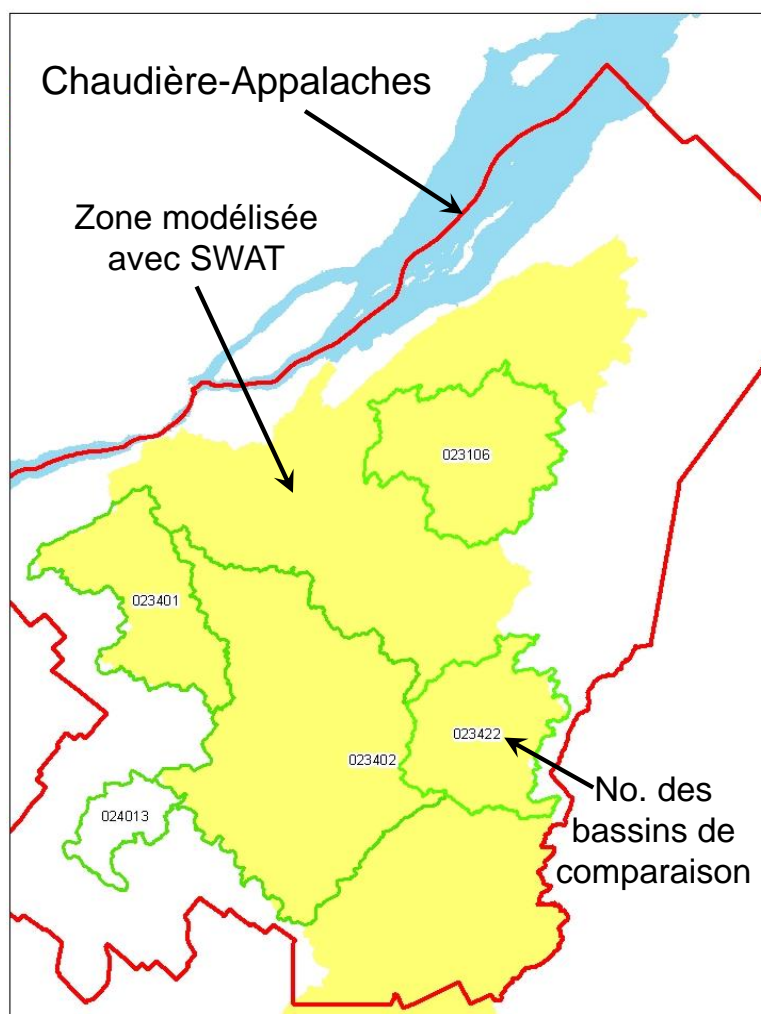 Chaudière-Appalaches
Zone modélisée
avec SWAT
023106
023401
023422
023402
024013
No. des
bassins de
comparaison